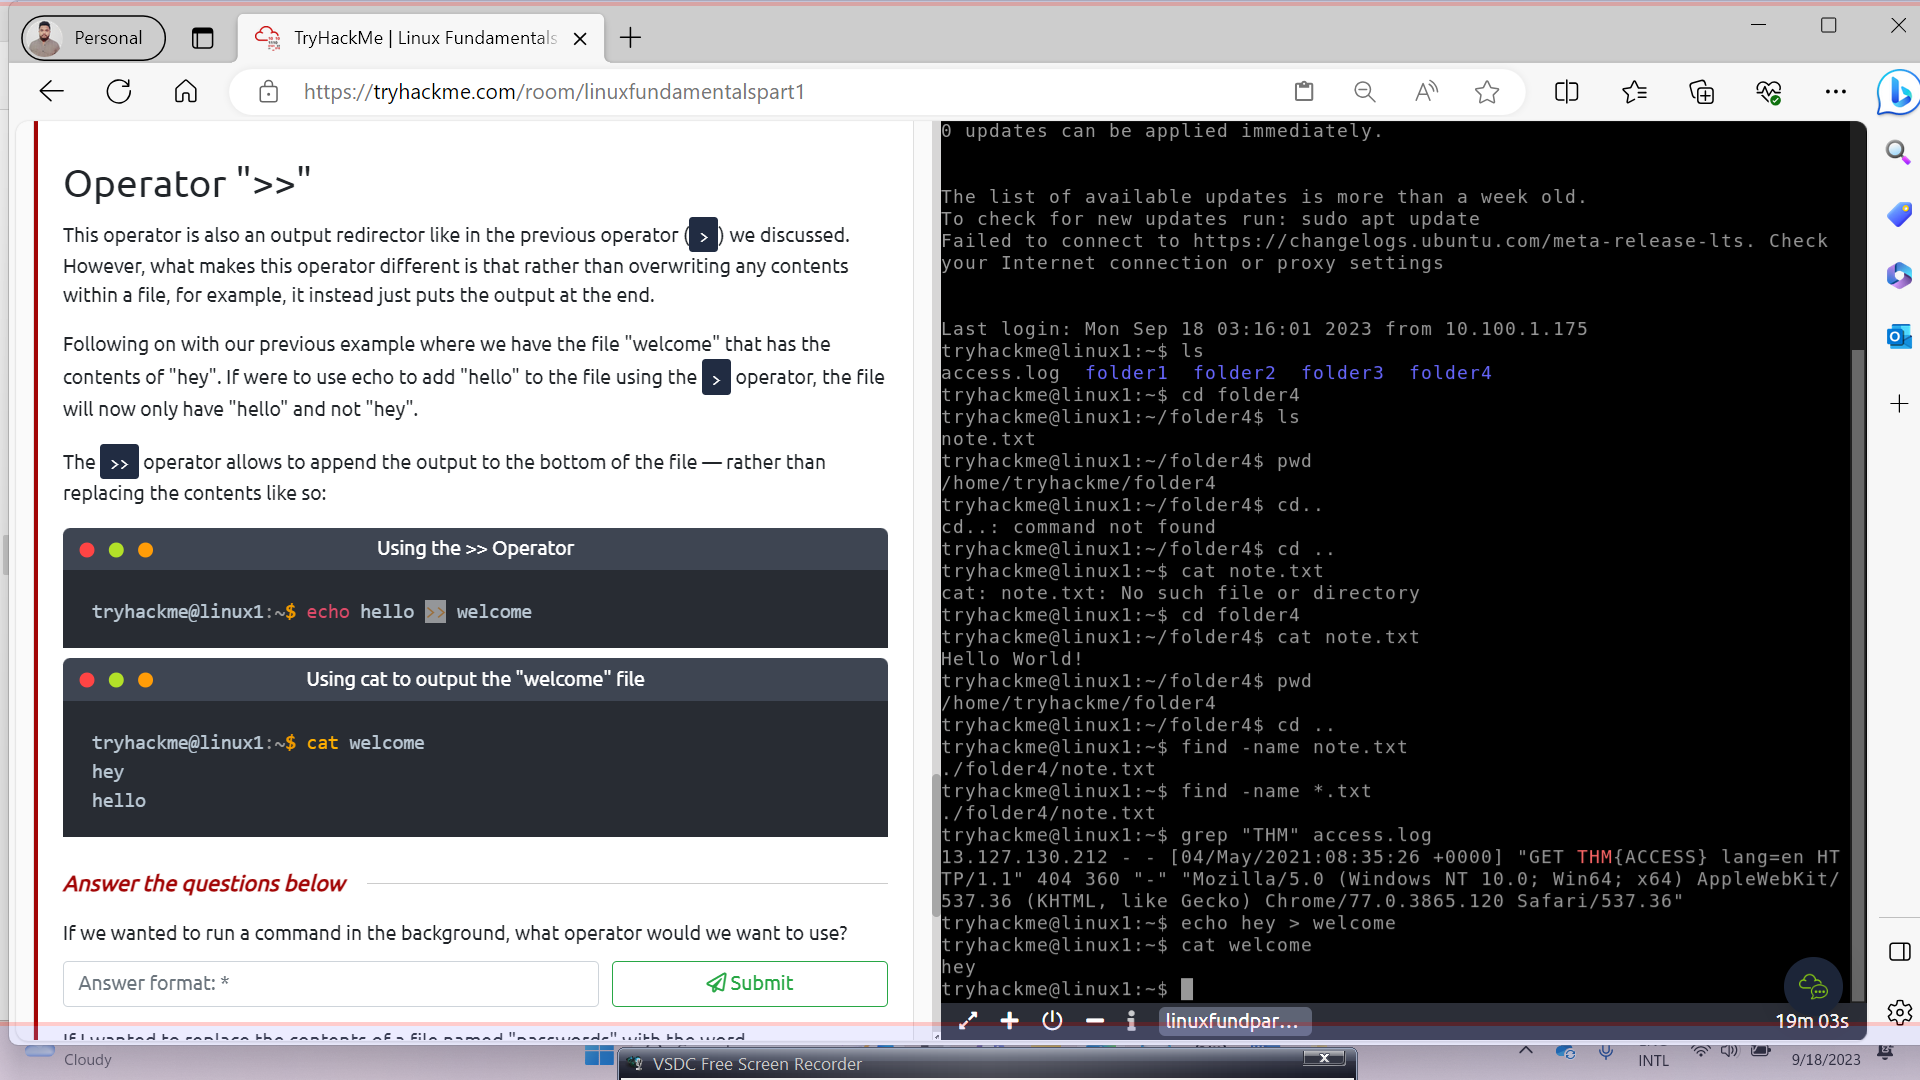 Personal
TryHackMe | Linux Fundamentals
https://tryhackme.com/room/linuxfundamentalspart1
Operator ">>"
This operator is also an output redirector like in the previous operator ( > ) we discussed.
However, what makes this operator different is that rather than overwriting any contents
within a file, for example, it instead just puts the output at the end.
Following on with our previous example where we have the file "welcome" that has the
contents of "hey". If were to use echo to add "hello" to the file using the > operator, the file
will now only have "hello" and not "hey".
The >> operator allows to append the output to the bottom of the file — rather than
replacing the contents like so:
Using the >> Operator
tryhackme@linux1:~$ echo hello >> welcome
Using cat to output the "welcome" file
tryhackme@linux1:~$ cat welcome
hey
hello
Answer the questions below
If we wanted to run a command in the background, what operator would we want to use?
Answer format: *
Submit
If I wanted to replace the contents of a file named "passwords" with the word
0 updates can be applied immediately.
The list of available updates is more than a week old.
To check for new updates run: sudo apt update
Failed to connect to https://changelogs.ubuntu.com/meta-release-lts. Check
your Internet connection or proxy settings
Last login: Mon Sep 18 03:16:01 2023 from 10.100.1.175
tryhackme@linux1:~$ ls
access.log  folder1  folder2  folder3  folder4
tryhackme@linux1:~$ cd folder4
tryhackme@linux1:~/folder4$ ls
note.txt
tryhackme@linux1:~/folder4$ pwd
/home/tryhackme/folder4
tryhackme@linux1:~/folder4$ cd..
cd..: command not found
tryhackme@linux1:~/folder4$ cd ..
tryhackme@linux1:~$ cat note.txt
cat: note.txt: No such file or directory
tryhackme@linux1:~$ cd folder4
tryhackme@linux1:~/folder4$ cat note.txt
Hello World!
tryhackme@linux1:~/folder4$ pwd
/home/tryhackme/folder4
tryhackme@linux1:~/folder4$ cd ..
tryhackme@linux1:~$ find -name note.txt
./folder4/note.txt
tryhackme@linux1:~$ find -name *.txt
./folder4/note.txt
tryhackme@linux1:~$ grep "THM" access.log
13.127.130.212 - - [04/May/2021:08:35:26 +0000] "GET THM{ACCESS} lang=en HT
TP/1.1" 404 360 "-" "Mozilla/5.0 (Windows NT 10.0; Win64; x64) AppleWebKit/
537.36 (KHTML, like Gecko) Chrome/77.0.3865.120 Safari/537.36"
tryhackme@linux1:~$ echo hey > welcome
tryhackme@linux1:~$ cat welcome
hey
tryhackme@linux1:~$
linuxfundpar...
19m 03s
Cloudy
VSDC Free Screen Recorder
INTL
9/18/2023